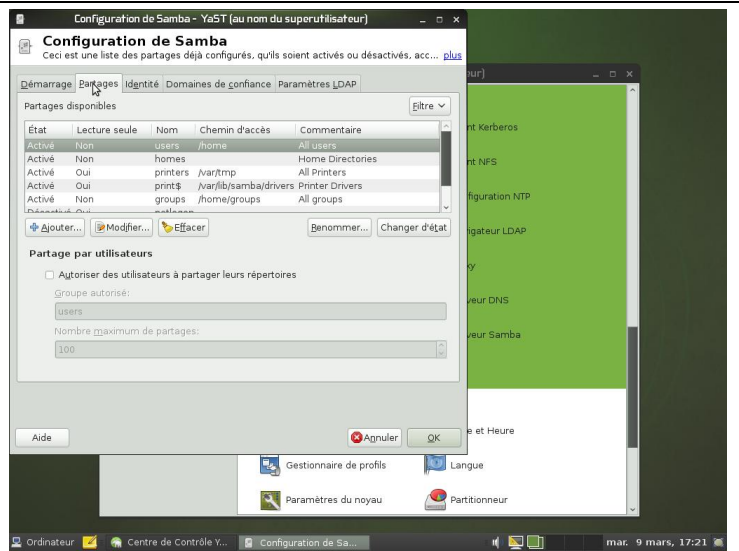 Configuration de Samba - YaST (au nom du superutilisateur)
Configuration de Samba
Ceci est une liste des partages déjà configurés, qu'ils soient activés ou désactivés, acc... plus
Démarrage Partages Identité Domaines de confiance Paramètres LDAP
Partages disponibles Filtre
État Lecture seule Nom Chemin d'accès Commentaire
Activé Non users /home All users
Activé Non homes Home Directories
Activé Oui printers /var/tmp All Printers
Activé Oui print$ /var/lib/samba/drivers Printer Drivers
Activé Non groups /home/groups All groups
Désactivé Oui netlogon
Ajouter... Modifier... Effacer Renommer... Changer d'état
Partage par utilisateurs
Autoriser des utilisateurs à partager leurs répertoires
Groupe autorisé:
users
Nombre maximum de partages:
100
Aide Annuler OK
nt Kerberos
nt NFS
figuration NTP
igateur LDAP
xy
veur DNS
veur Samba
e et Heure
Gestionnaire de profils Langue
Paramètres du noyau Partitionneur
Ordinateur Centre de Contrôle Y... Configuration de Sa... mar. 9 mars, 17:21